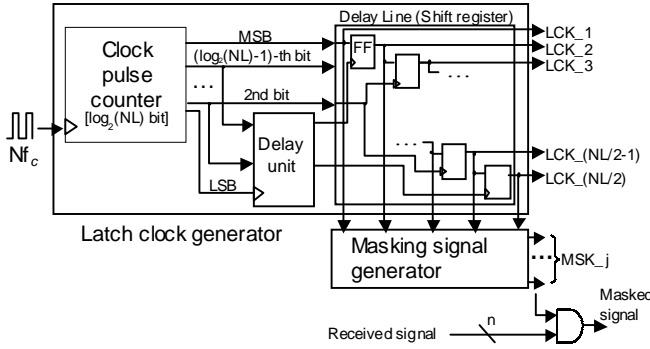 Delay Line (Shift register)
LCK_1
MSB
Clock
pulse
counter
[log₂(NL) bit]
FF
LCK_2
(log₂(NL)-1)-th bit
LCK_3
...
...
2nd bit
Nf_c
Delay
unit
LSB
...
LCK_(NL/2-1)
LCK_(NL/2)
Latch clock generator
Masking signal
generator
...
MSK_j
Masked
signal
Received signal
n